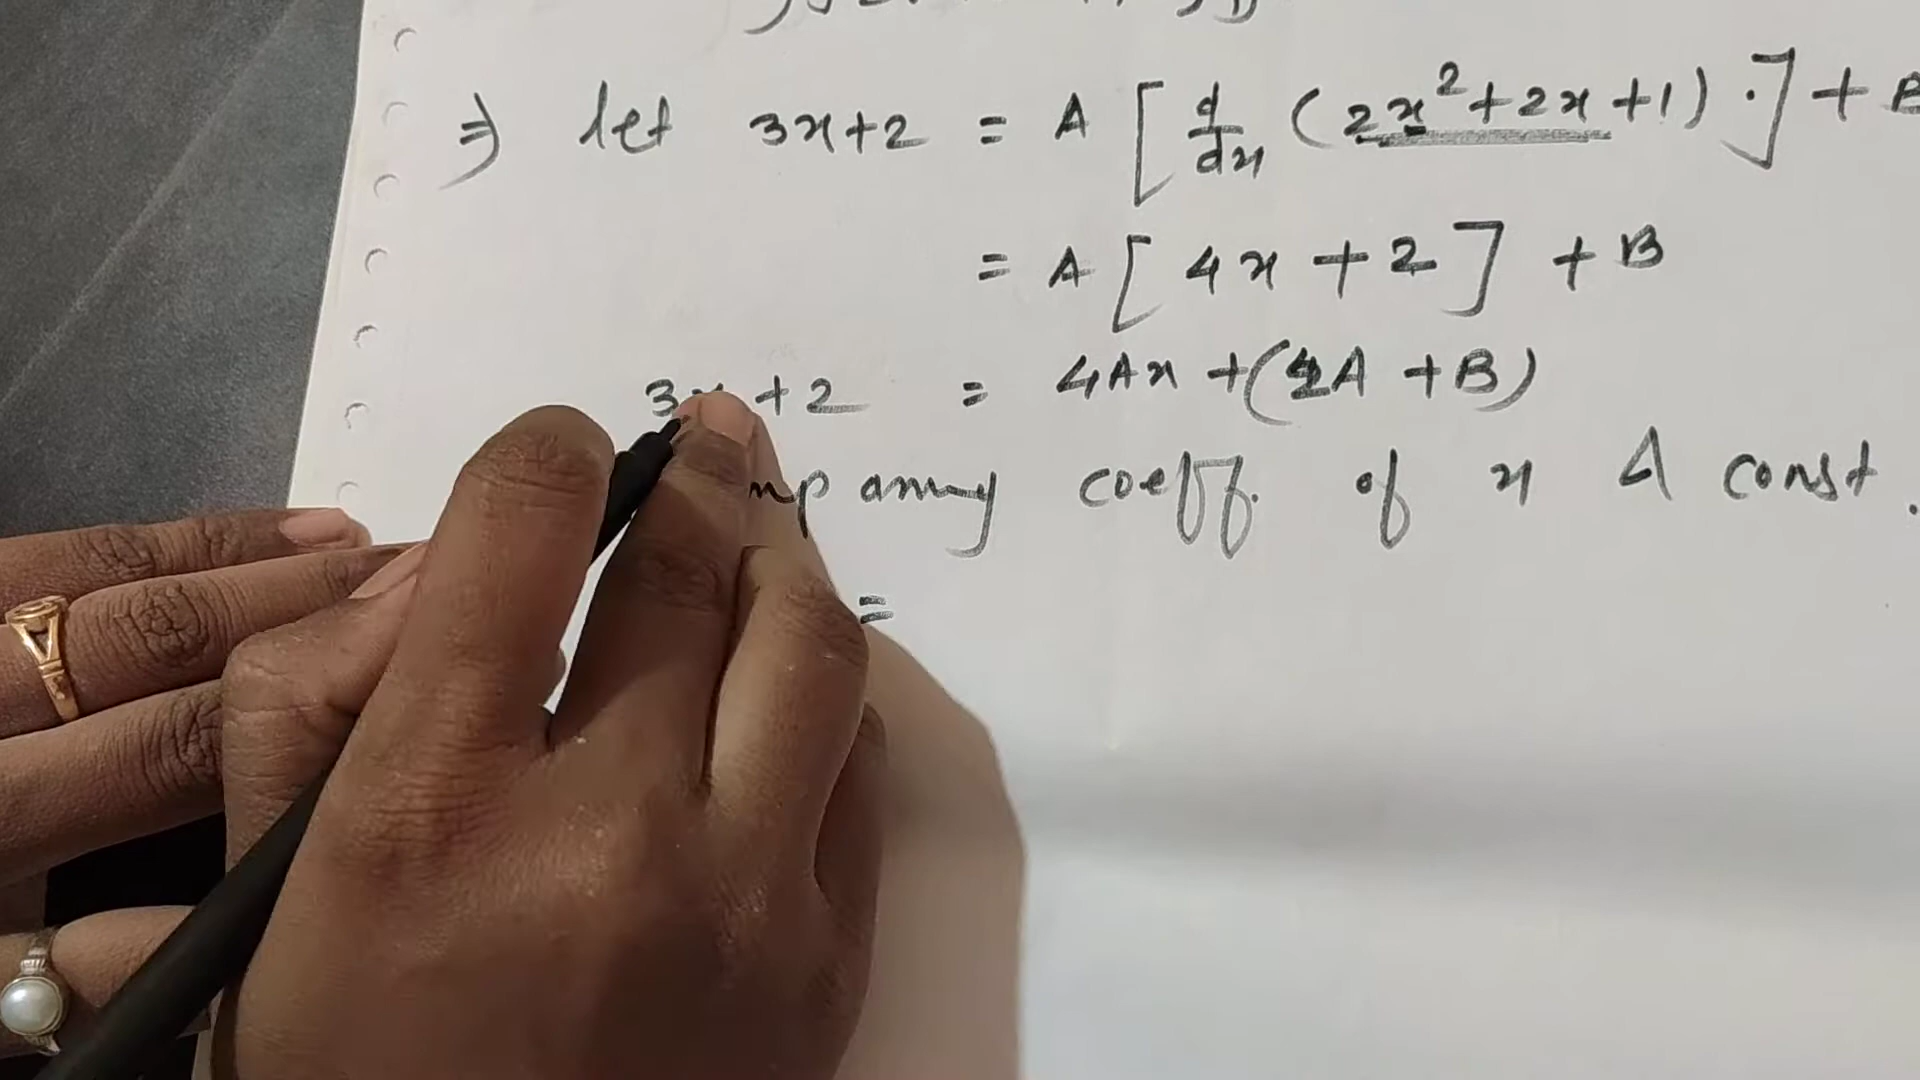 ⇒ let 3x+2 = A [ d/dx (2x²+2x+1) . ] + B
= A [ 4x + 2 ] + B
3x+2 = 4Ax + (2A + B)
coeff. of x & const.
=